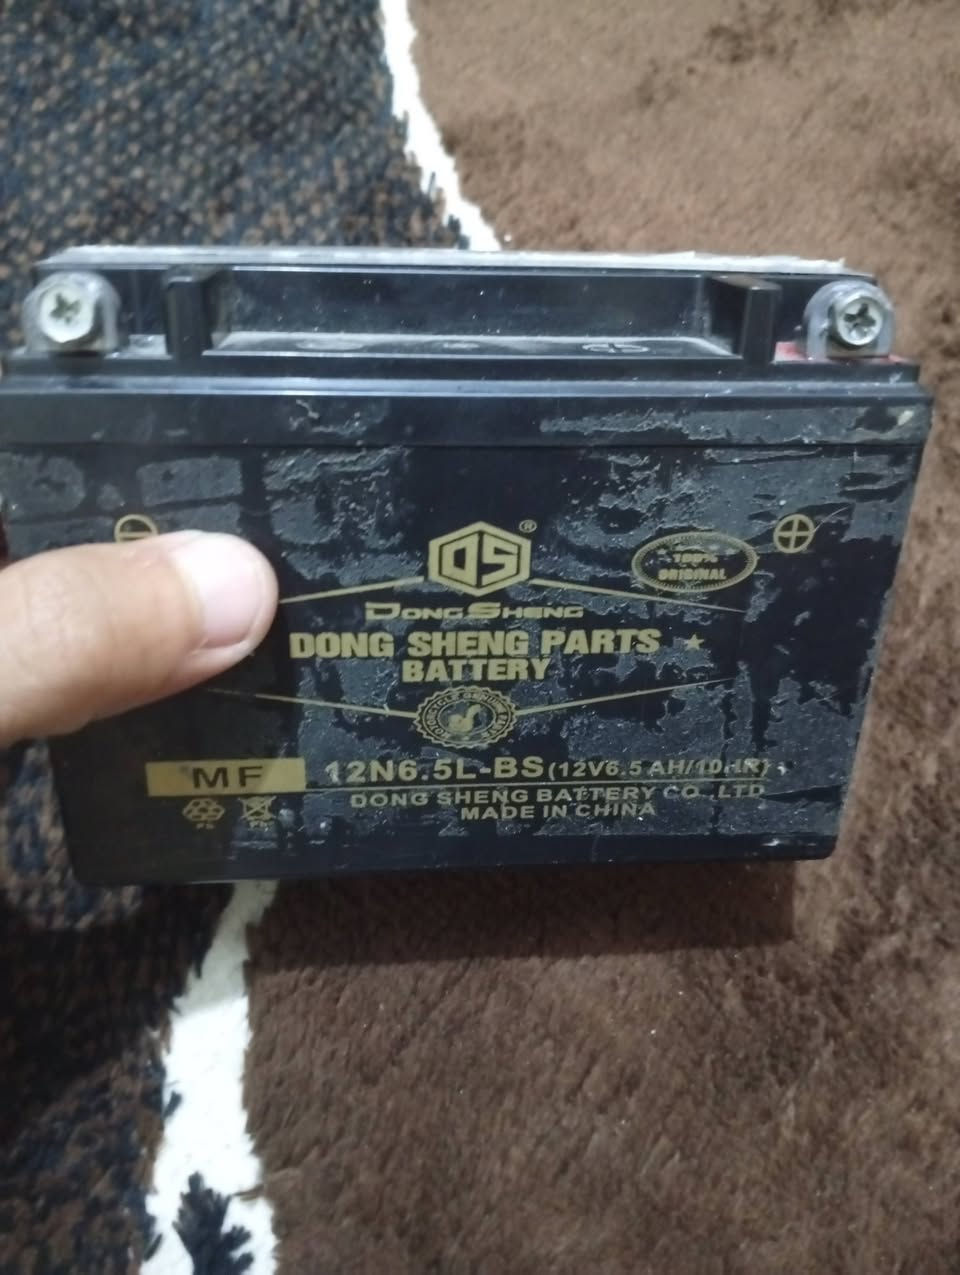 DS®
100%
ORIGINAL
DONG SHENG
DONG SHENG PARTS
BATTERY
MF 12N6.5L-BS(12V6.5AH/10HR)
DONG SHENG BATTERY CO.,LTD
MADE IN CHINA